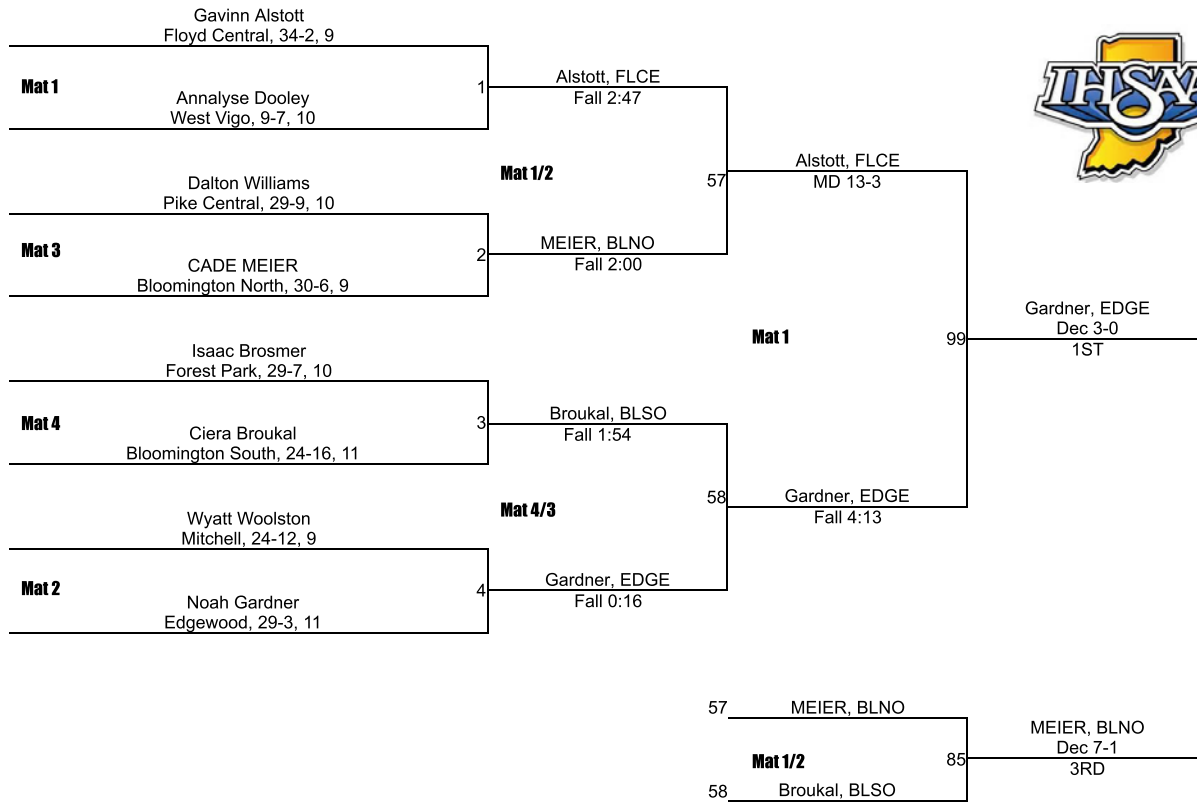 Gavinn Alstott
Floyd Central, 34-2, 9
Mat 1
Annalyse Dooley
West Vigo, 9-7, 10
1
Alstott, FLCE
Fall 2:47
Mat 1/2
Dalton Williams
Pike Central, 29-9, 10
Mat 3
CADE MEIER
Bloomington North, 30-6, 9
2
MEIER, BLNO
Fall 2:00
57
Alstott, FLCE
MD 13-3
IHSAA
Isaac Brosmer
Forest Park, 29-7, 10
Mat 4
Ciera Broukal
Bloomington South, 24-16, 11
3
Broukal, BLSO
Fall 1:54
Mat 4/3
Wyatt Woolston
Mitchell, 24-12, 9
Mat 2
Noah Gardner
Edgewood, 29-3, 11
4
Gardner, EDGE
Fall 0:16
58
Gardner, EDGE
Fall 4:13
Mat 1
99
Gardner, EDGE
Dec 3-0
1ST
57
MEIER, BLNO
Mat 1/2
58
Broukal, BLSO
85
MEIER, BLNO
Dec 7-1
3RD